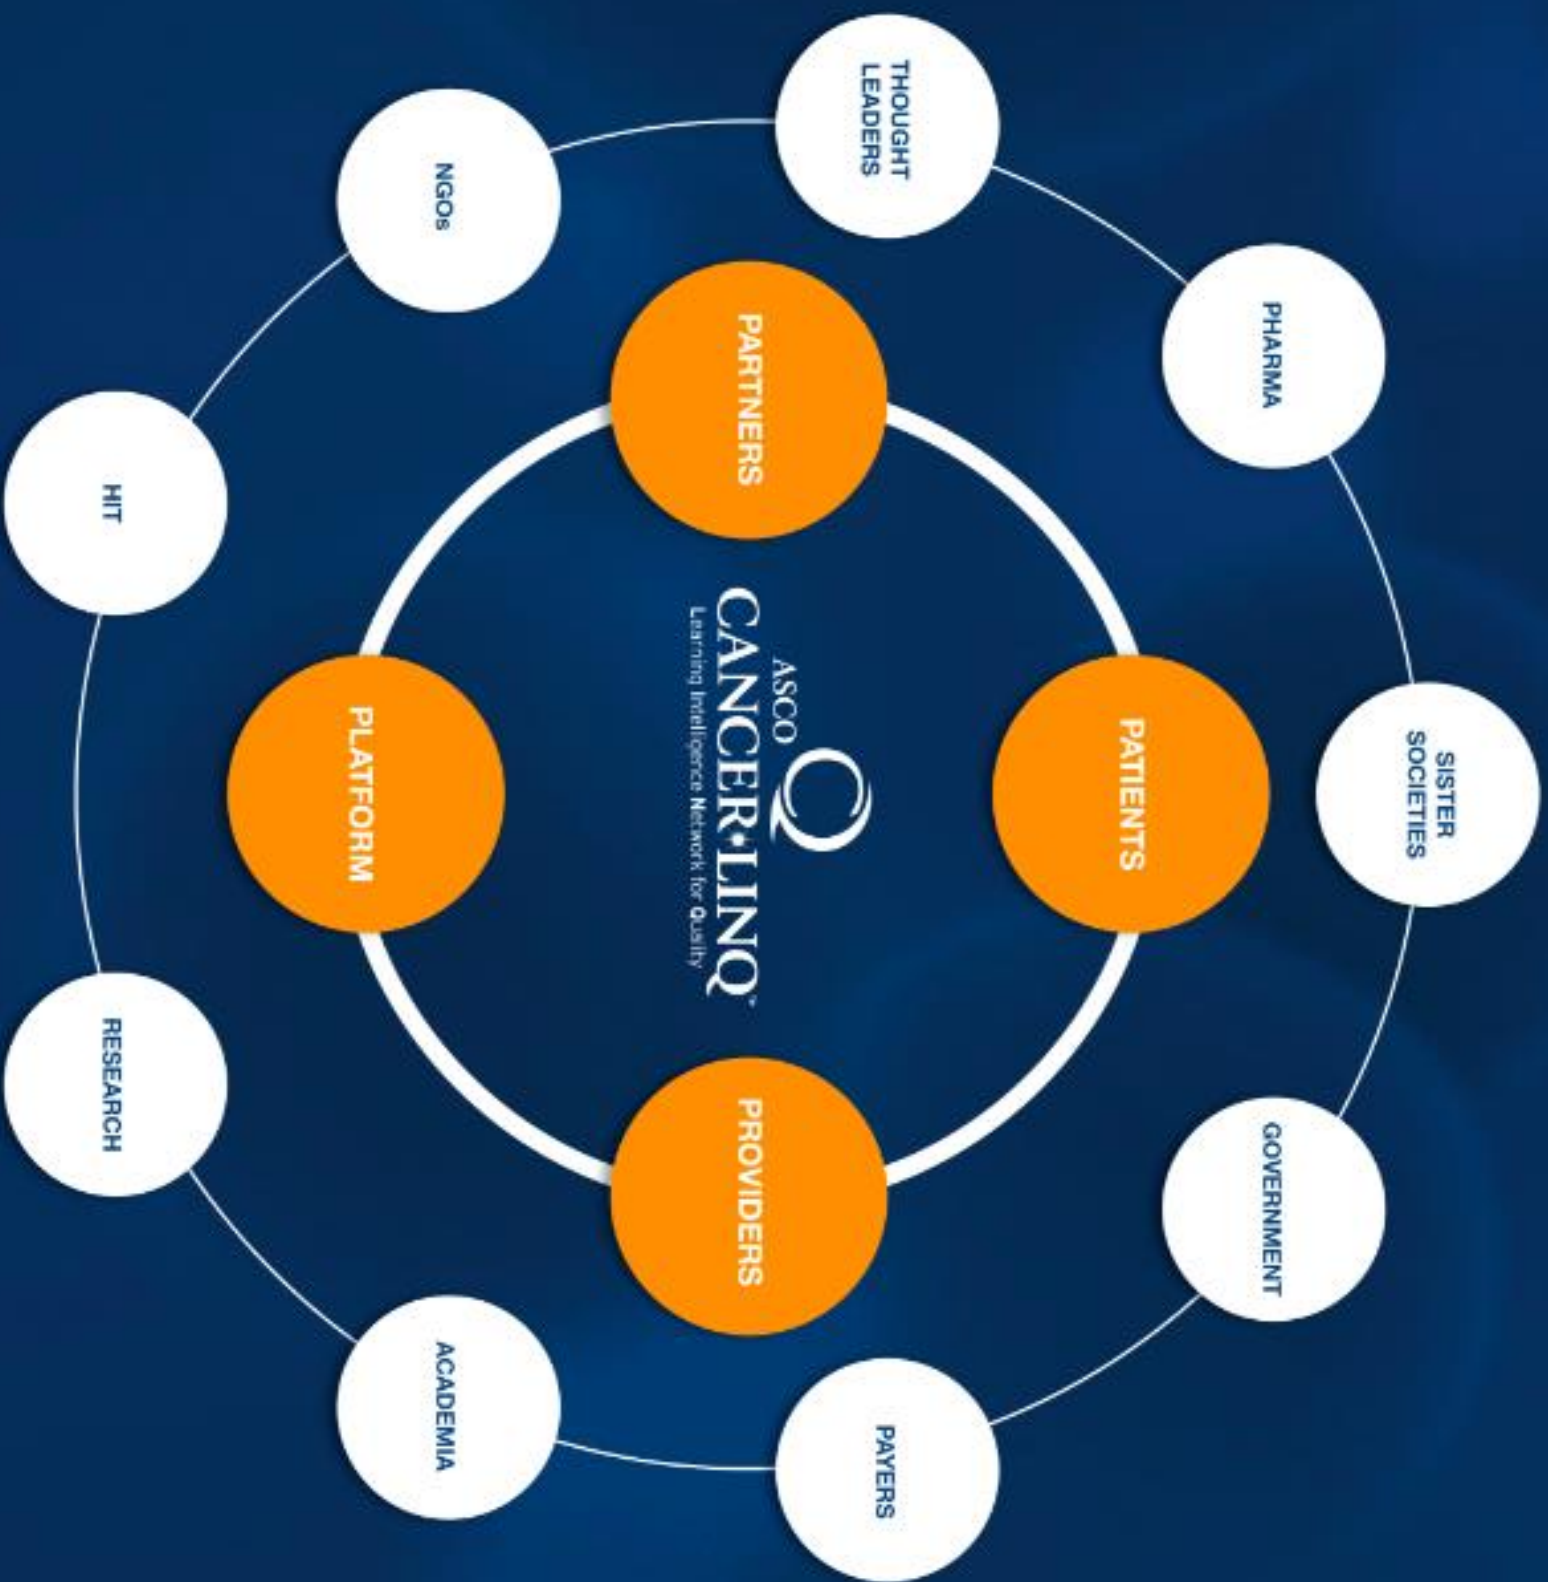 SISTER
SOCIETIES
PHARMA
GOVERNMENT
PATIENTS
THOUGHT
LEADERS
PAYERS
ASCO
CANCER•LINQ™
Learning Intelligence Network for Quality
PARTNERS
PROVIDERS
NGOs
ACADEMIA
PLATFORM
HIT
RESEARCH